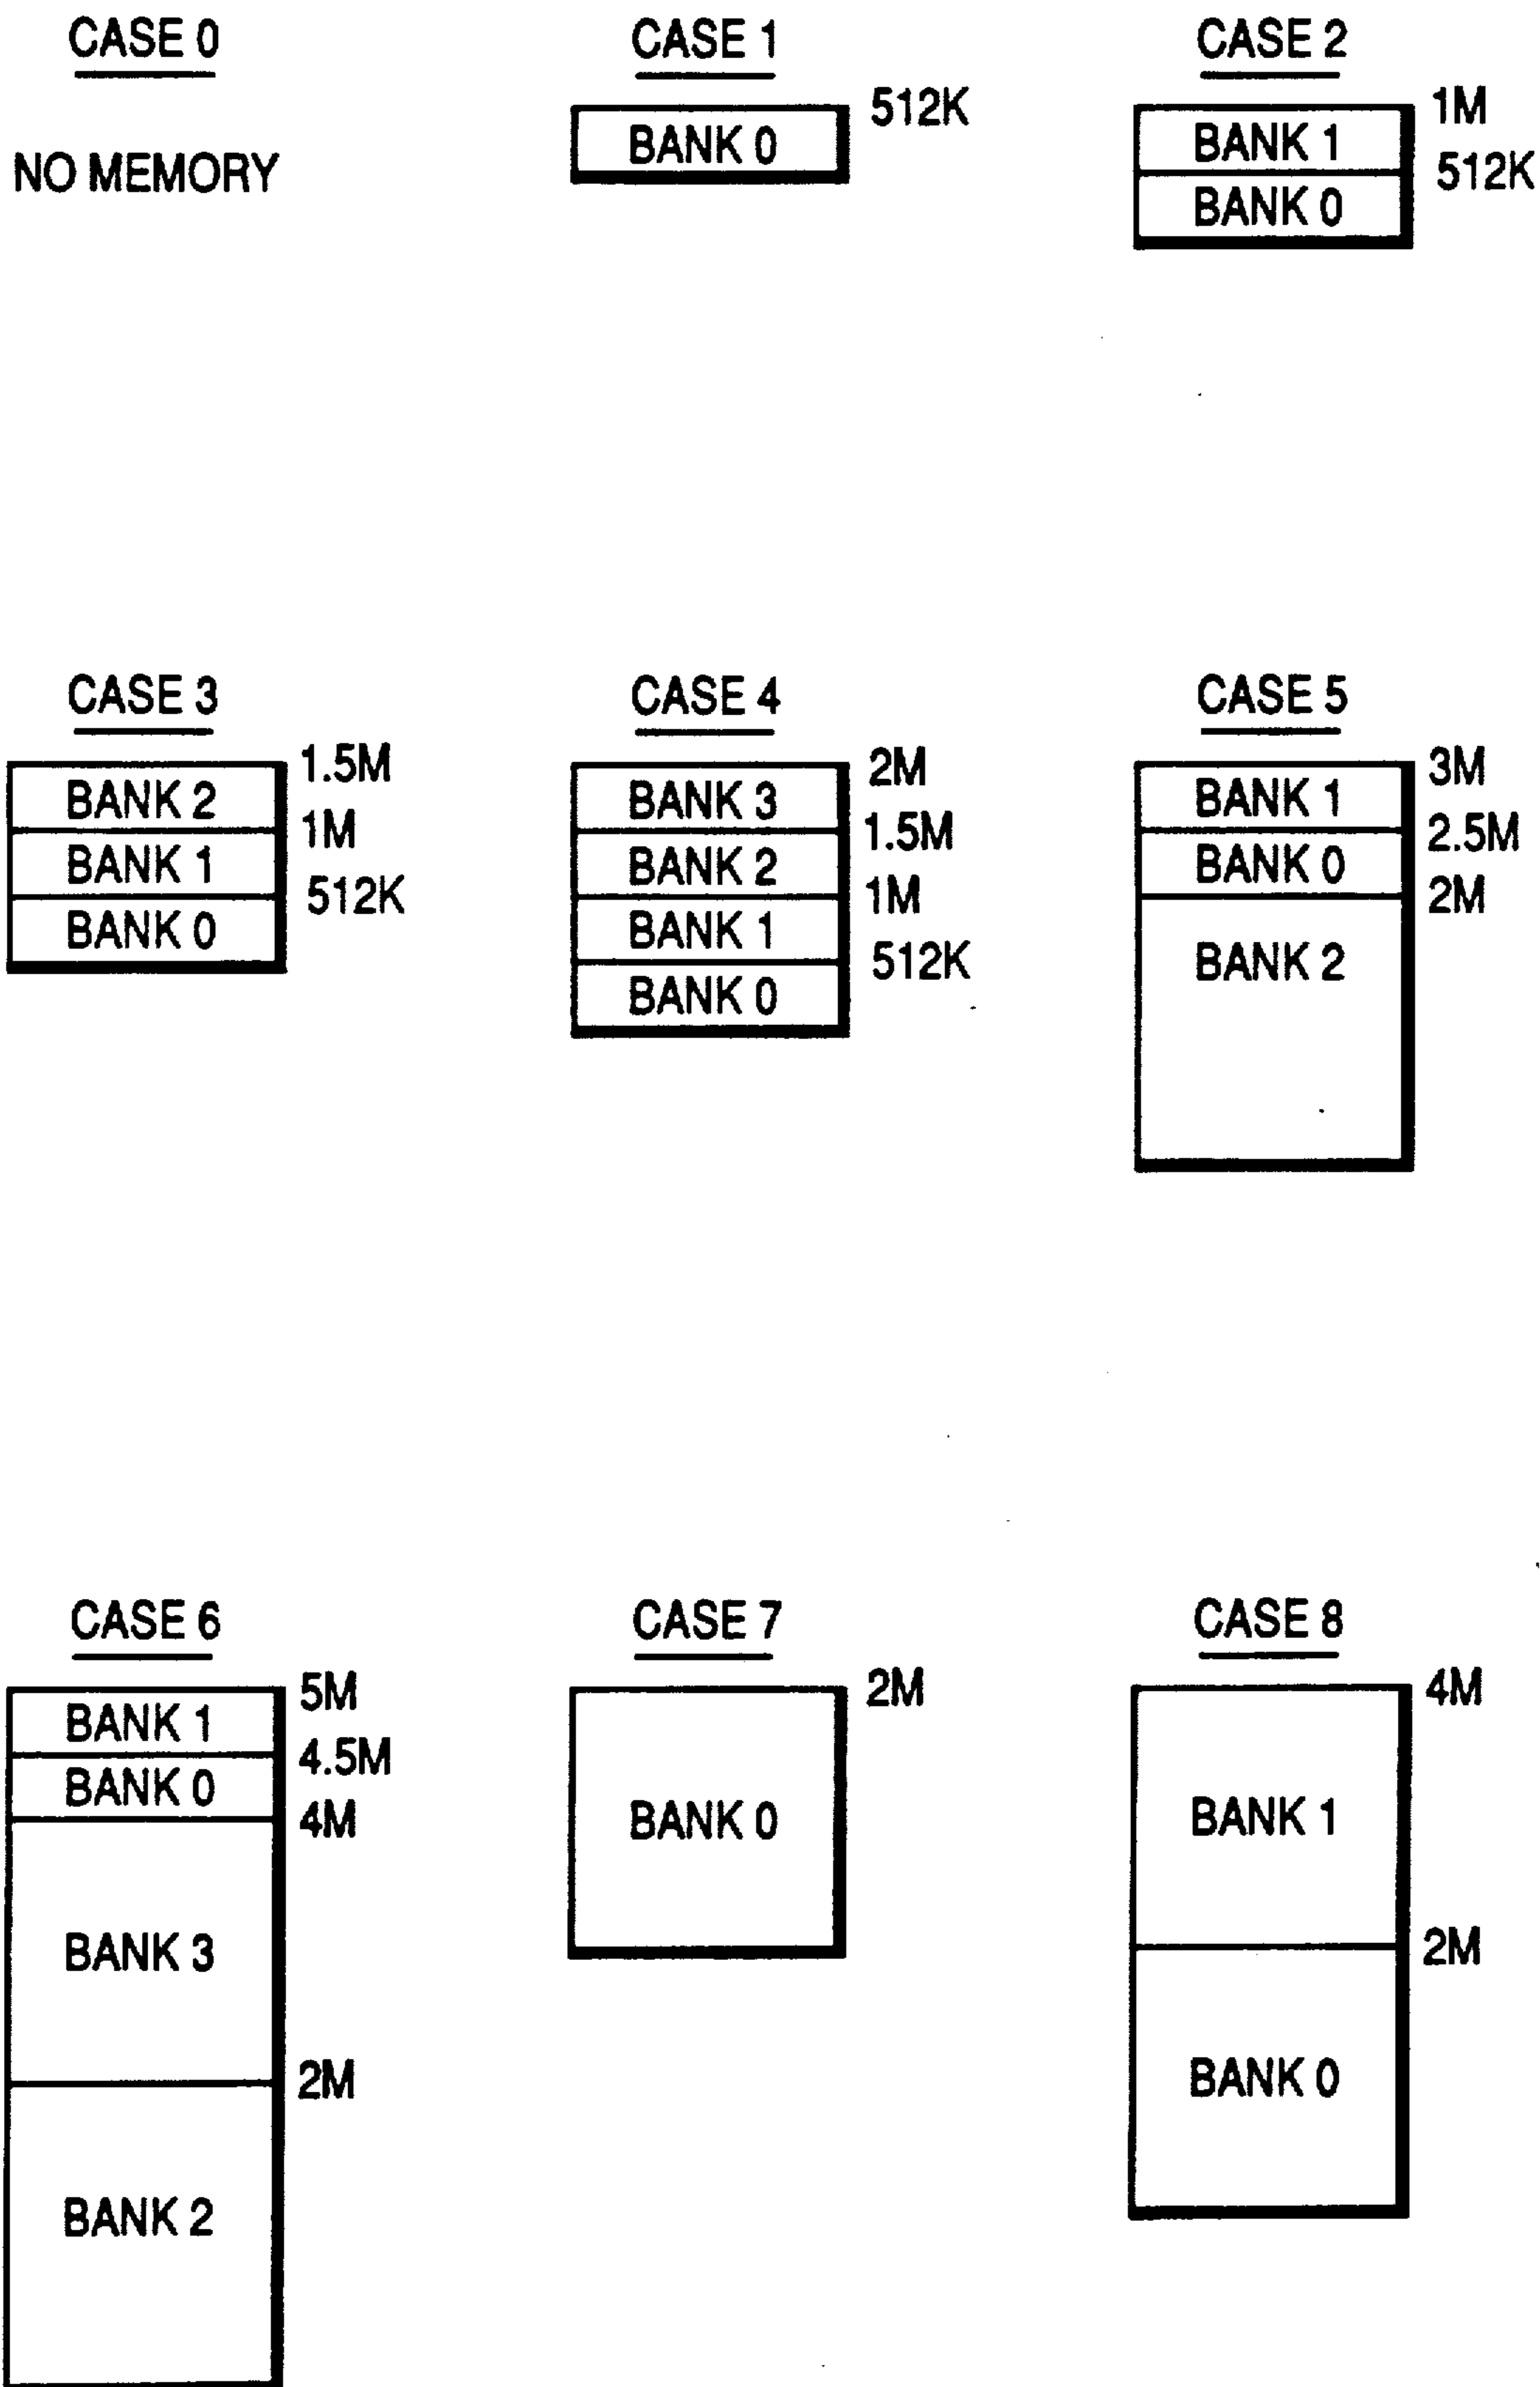 CASE 0
NO MEMORY
CASE 1
512K
BANK 0
CASE 2
1M
BANK 1
512K
BANK 0
CASE 3
1.5M
BANK 2
1M
BANK 1
512K
BANK 0
CASE 4
2M
BANK 3
1.5M
BANK 2
1M
BANK 1
512K
BANK 0
CASE 5
3M
BANK 1
2.5M
BANK 0
2M
BANK 2
CASE 6
5M
BANK 1
4.5M
BANK 0
4M
BANK 3
2M
BANK 2
CASE 7
2M
BANK 0
CASE 8
4M
BANK 1
2M
BANK 0